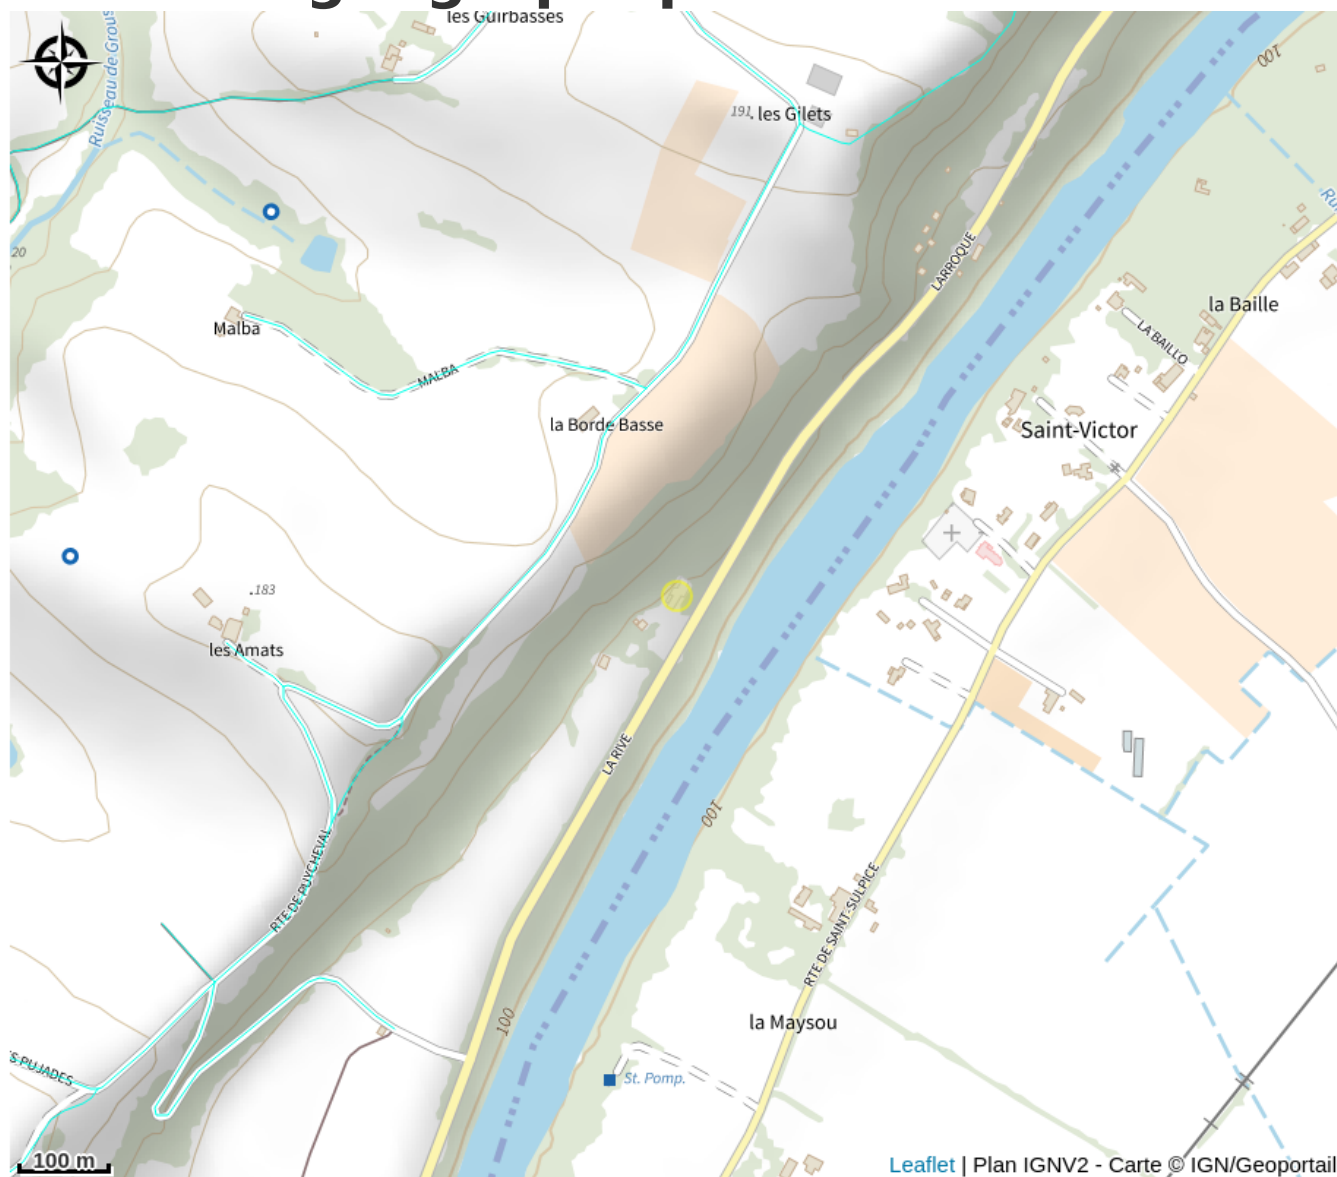 les Guirbasses
100
Ruisseau de Grous
191
les Gilets
20
LARROQUE
la Baille
Malba
LA BAILLO
MALBA
la Borde Basse
Saint-Victor
183
les Amats
LA RIVE
100
RTE DE PUYCHEVAL
RTE DE SAINT-SULPICE
100
la Maysou
S PUJADES
St. Pomp.
100 m
Leaflet | Plan IGNV2 - Carte © IGN/Geoportail